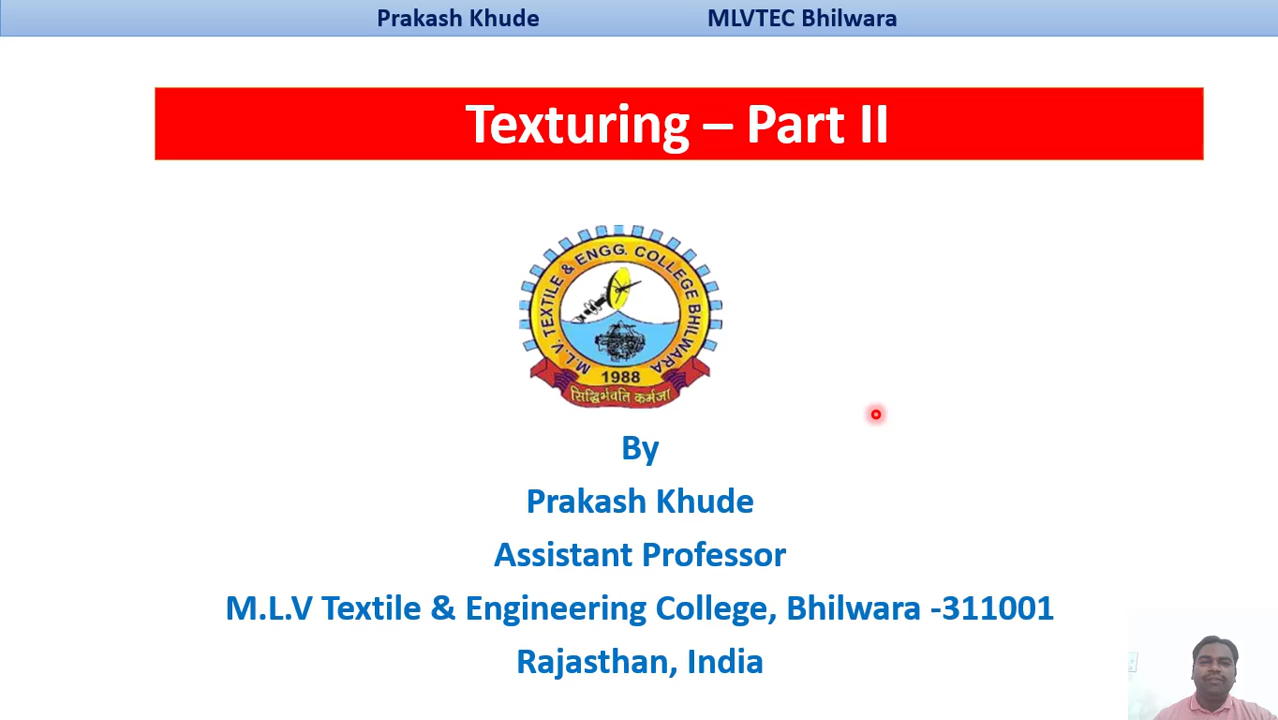 Prakash Khude MLVTEC Bhilwara
Texturing – Part II
M.L.V. TEXTILE & ENGG. COLLEGE BHILWARA
1988
सिद्धिर्भवति कर्मजा
By
Prakash Khude
Assistant Professor
M.L.V Textile & Engineering College, Bhilwara -311001
Rajasthan, India